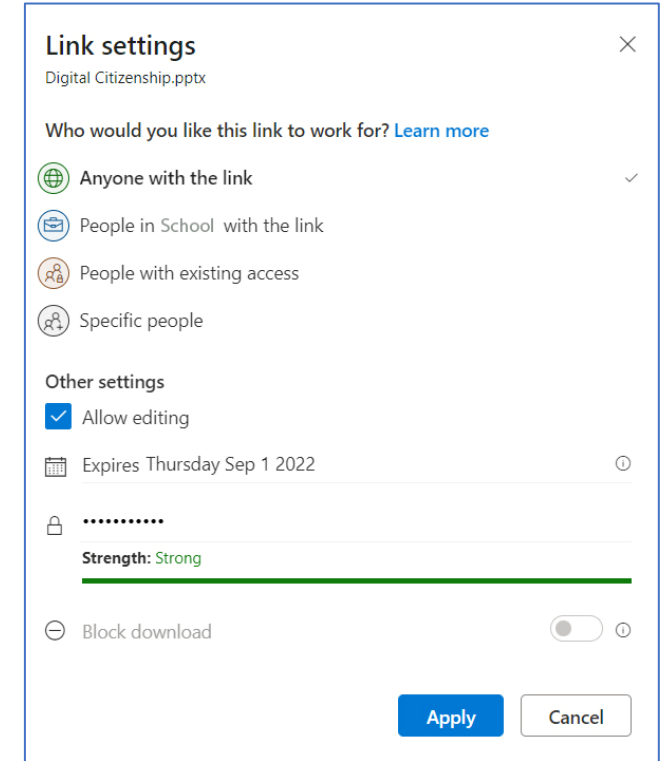 Link settings
Digital Citizenship.pptx
Who would you like this link to work for? Learn more
Anyone with the link
People in School with the link
People with existing access
Specific people
Other settings
Allow editing
Expires Thursday Sep 1 2022
•••••••••••
Strength: Strong
Block download
Apply Cancel